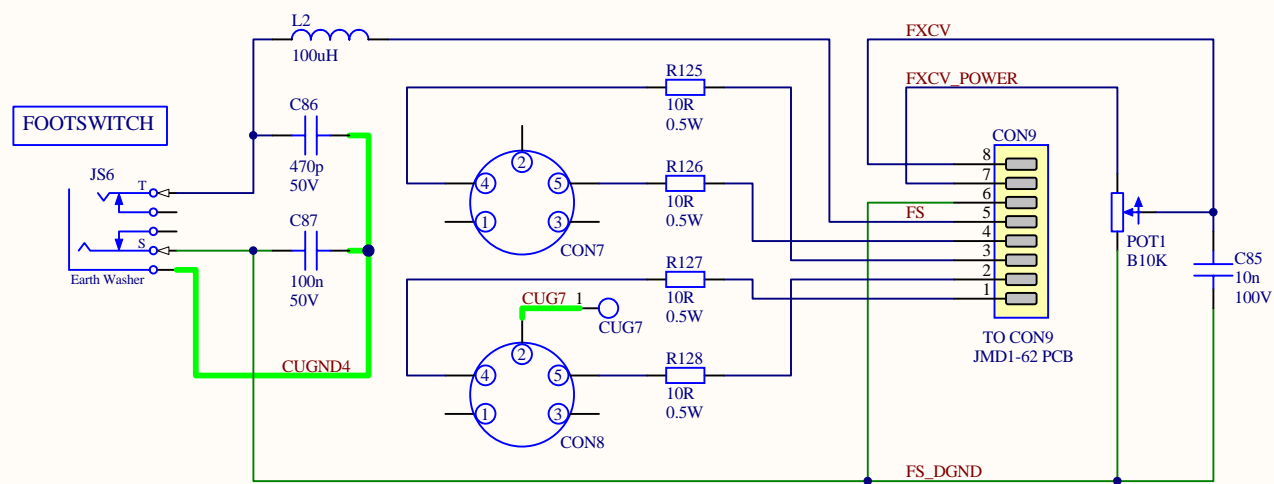 L2
100uH
FXCV
FXCV_POWER
R125
10R
0.5W
C86
470p
50V
FOOTSWITCH
CON9
JS6
T
S
Earth Washer
C87
100n
50V
2
4
5
1
3
CON7
R126
10R
0.5W
FS
8
7
6
5
4
3
2
1
POT1
B10K
C85
10n
100V
R127
10R
0.5W
CUG7
1
CUG7
2
4
5
1
3
CON8
R128
10R
0.5W
TO CON9
JMD1-62 PCB
CUGND4
FS_DGND